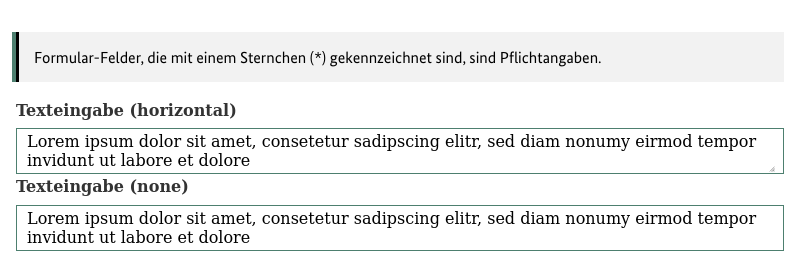 Formular-Felder, die mit einem Sternchen (*) gekennzeichnet sind, sind Pflichtangaben.
Texteingabe (horizontal)
Lorem ipsum dolor sit amet, consetetur sadipscing elitr, sed diam nonumy eirmod tempor
invidunt ut labore et dolore
Texteingabe (none)
Lorem ipsum dolor sit amet, consetetur sadipscing elitr, sed diam nonumy eirmod tempor
invidunt ut labore et dolore